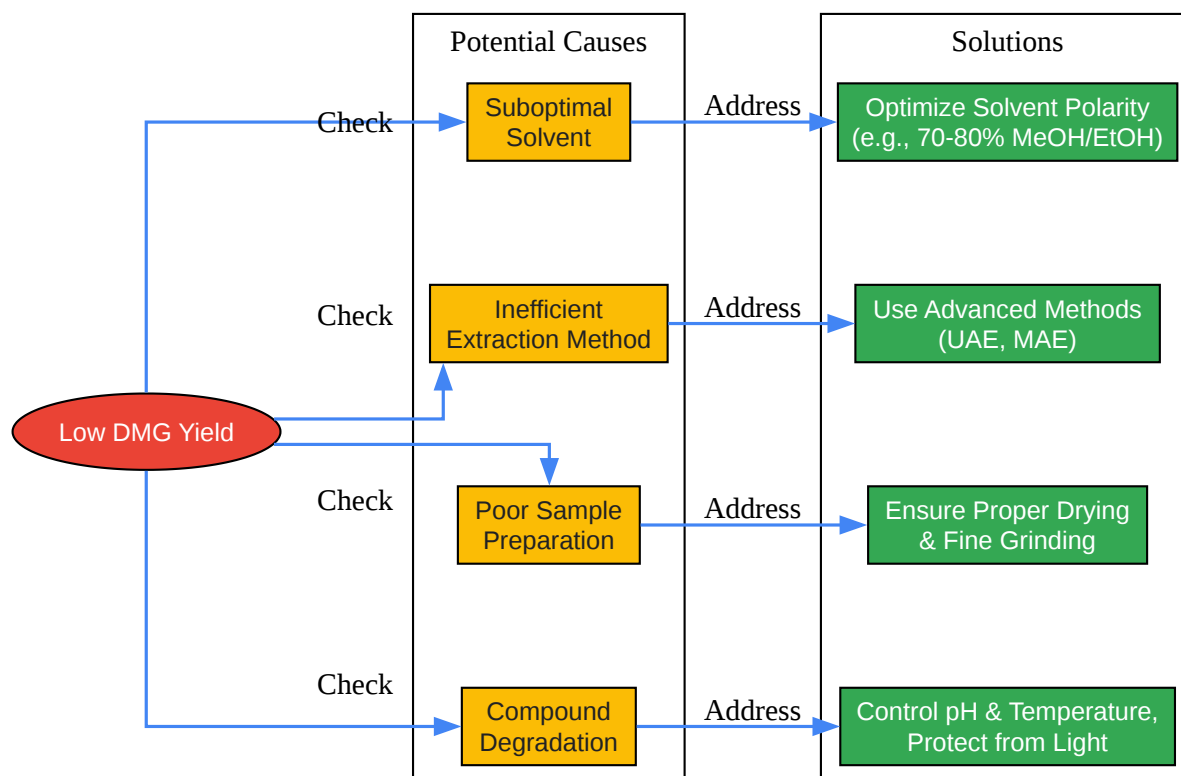 Potential Causes
Solutions
Check
Suboptimal
Solvent
Address
Optimize Solvent Polarity
(e.g., 70-80% MeOH/EtOH)
Check
Inefficient
Extraction Method
Address
Use Advanced Methods
(UAE, MAE)
Low DMG Yield
Check
Poor Sample
Preparation
Address
Ensure Proper Drying
& Fine Grinding
Check
Compound
Degradation
Address
Control pH & Temperature,
Protect from Light